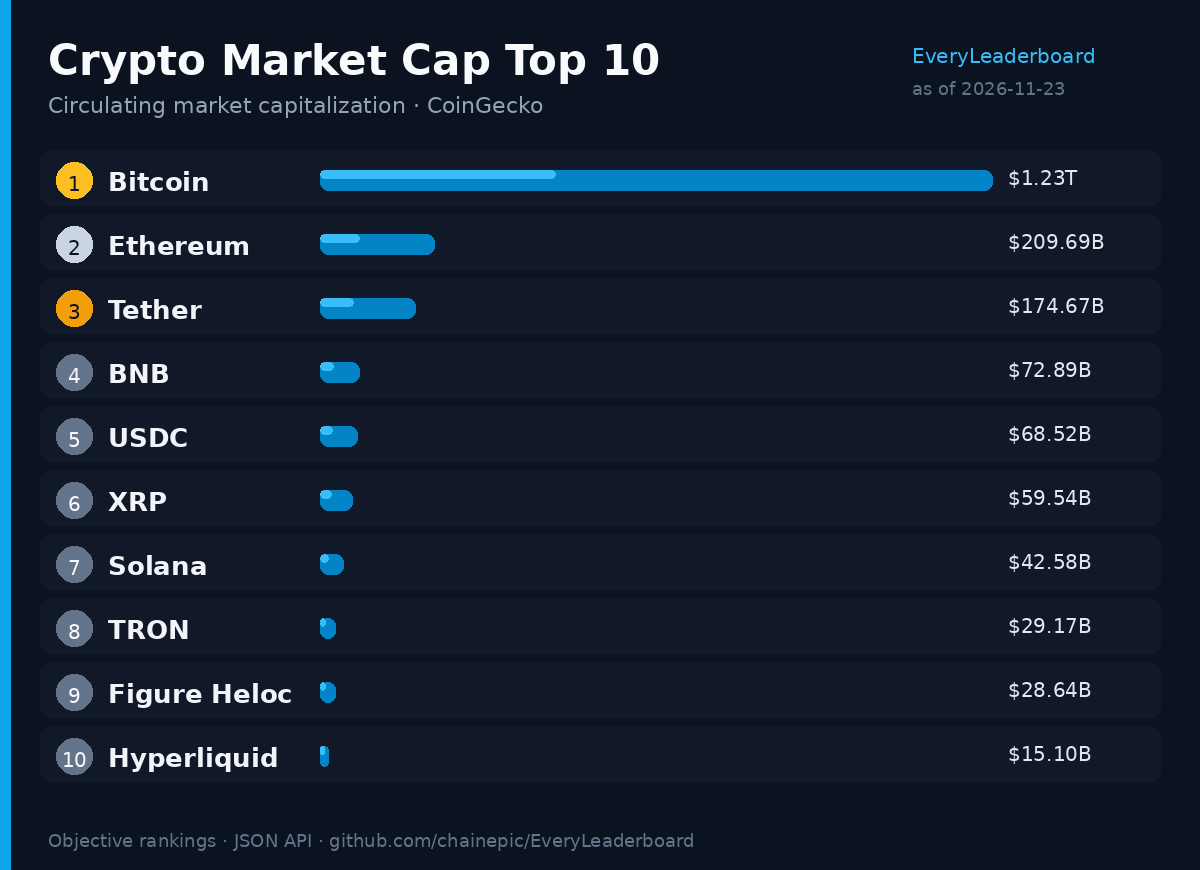 Crypto Market Cap Top 10
EveryLeaderboard
Circulating market capitalization · CoinGecko
as of 2026-11-23
1 Bitcoin $1.23T
2 Ethereum $209.69B
3 Tether $174.67B
4 BNB $72.89B
5 USDC $68.52B
6 XRP $59.54B
7 Solana $42.58B
8 TRON $29.17B
9 Figure Heloc $28.64B
10 Hyperliquid $15.10B
Objective rankings · JSON API · github.com/chainepic/EveryLeaderboard